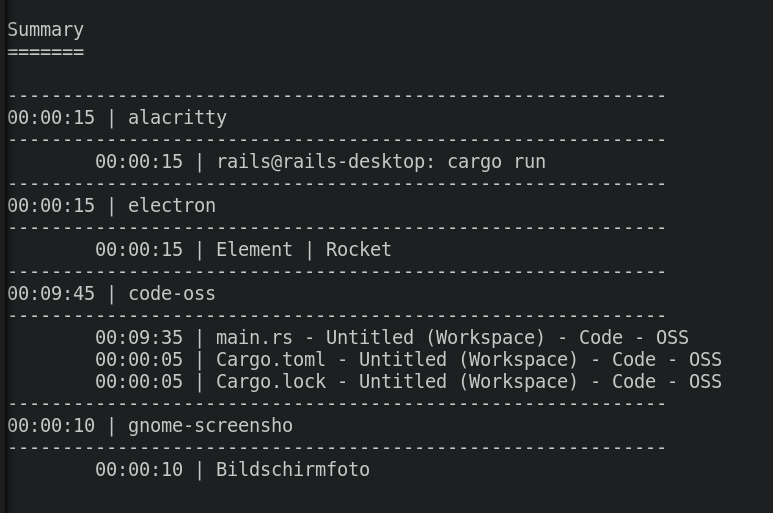 Summary
=======
------------------------------------------------------------
00:00:15 | alacritty
------------------------------------------------------------
00:00:15 | rails@rails-desktop: cargo run
------------------------------------------------------------
00:00:15 | electron
------------------------------------------------------------
00:00:15 | Element | Rocket
------------------------------------------------------------
00:09:45 | code-oss
------------------------------------------------------------
00:09:35 | main.rs - Untitled (Workspace) - Code - OSS
00:00:05 | Cargo.toml - Untitled (Workspace) - Code - OSS
00:00:05 | Cargo.lock - Untitled (Workspace) - Code - OSS
------------------------------------------------------------
00:00:10 | gnome-screensho
------------------------------------------------------------
00:00:10 | Bildschirmfoto